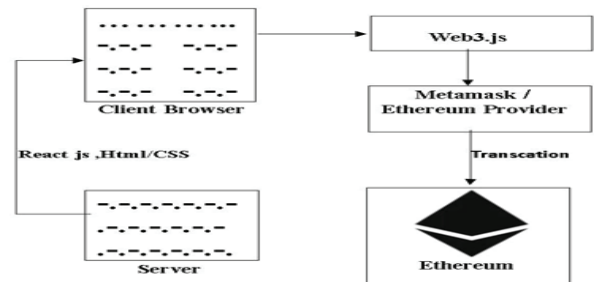 Client Browser
Web3.js
Metamask /
Ethereum Provider
React js ,Html/CSS
Transcation
Server
Ethereum